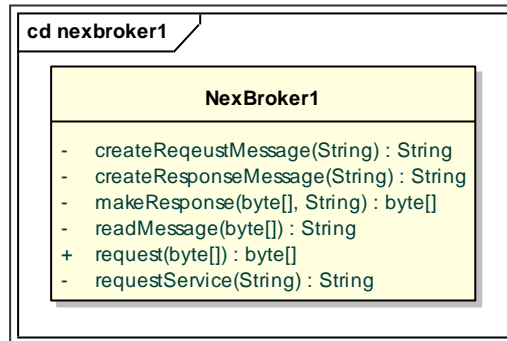 cd nexbroker1
NexBroker1
- createReqeustMessage(String) : String
- createResponseMessage(String) : String
- makeResponse(byte[], String) : byte[]
- readMessage(byte[]) : String
+ request(byte[]) : byte[]
- requestService(String) : String